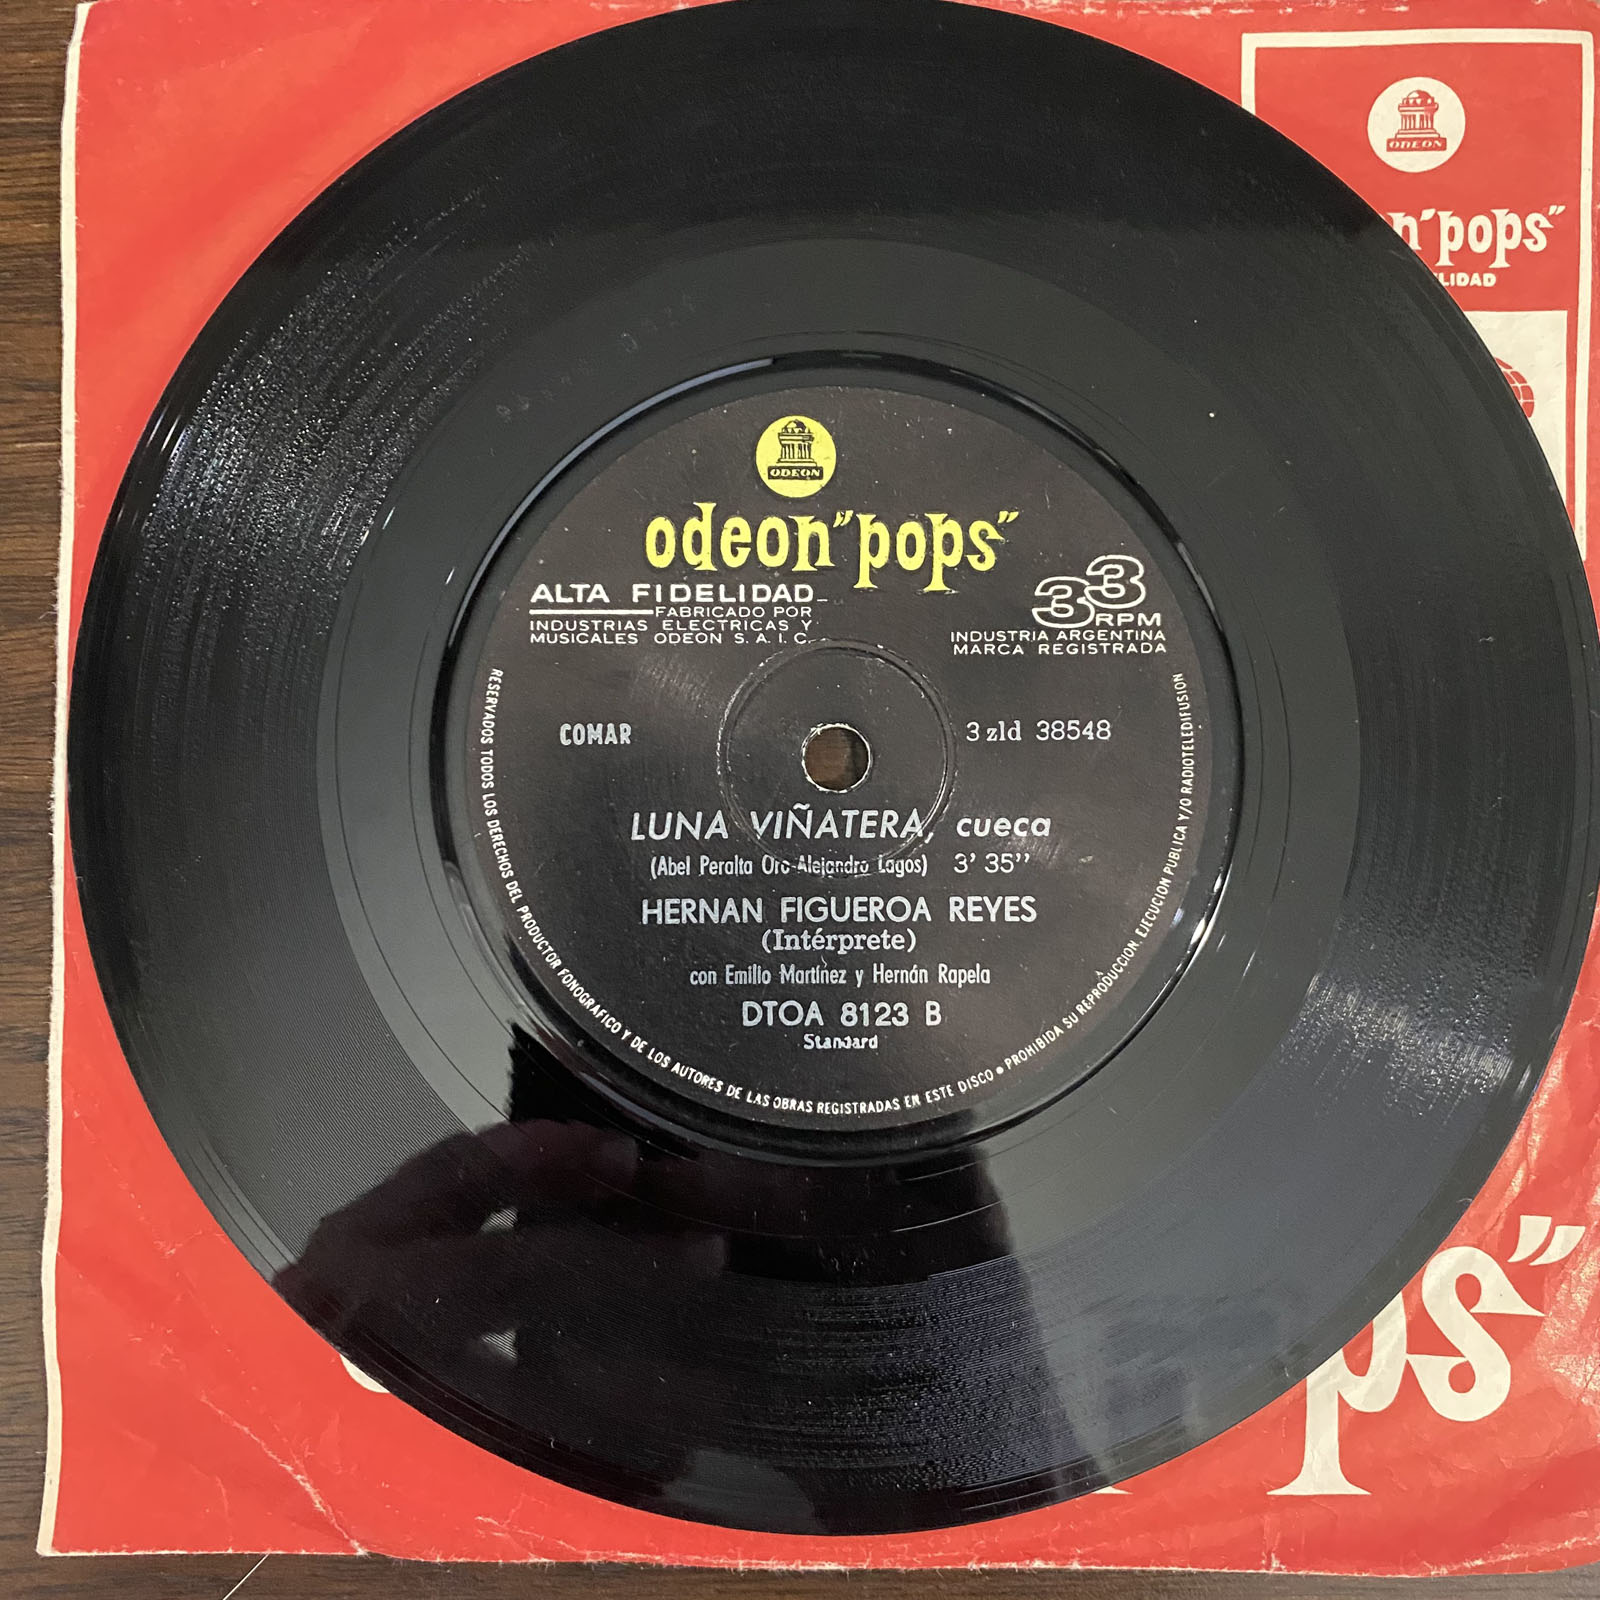 ODEON
n"pops"
LIDAD
ODEON
odeon"pops"
ALTA FIDELIDAD
FABRICADO POR
INDUSTRIAS ELECTRICAS Y
MUSICALES ODEON S.A.I.C.
33
RPM
INDUSTRIA ARGENTINA
MARCA REGISTRADA
COMAR
3 zld 38548
LUNA VIÑATERA, cueca
(Abel Peralta Oro-Alejandro Lagos) 3' 35''
HERNAN FIGUEROA REYES
(Intérprete)
con Emilio Martínez y Hernán Rapela
DTOA 8123 B
Standard
RESERVADOS TODOS LOS DERECHOS DEL PRODUCTOR FONOGRAFICO Y DE LOS AUTORES DE LAS OBRAS REGISTRADAS EN ESTE DISCO • PROHIBIDA SU REPRODUCCION, EJECUCION PUBLICA Y/O RADIOTELEDIFUSION
ps"